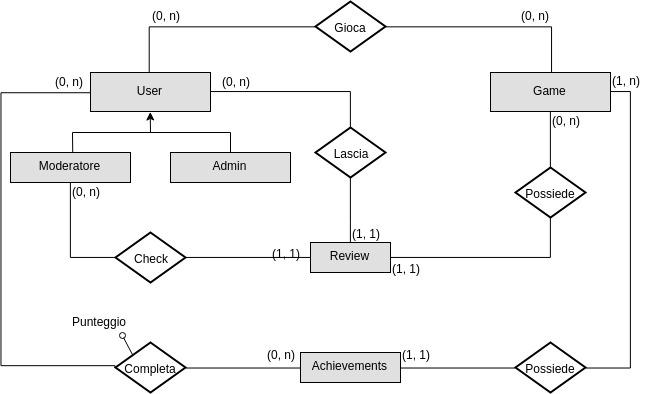 (0, n)
(0, n)
Gioca
(0, n)
User
(0, n)
Game
(1, n)
(0, n)
Lascia
Moderatore
Admin
(0, n)
Possiede
(1, 1)
Check
(1, 1)
Review
(1, 1)
Punteggio
Completa
(0, n)
Achievements
(1, 1)
Possiede